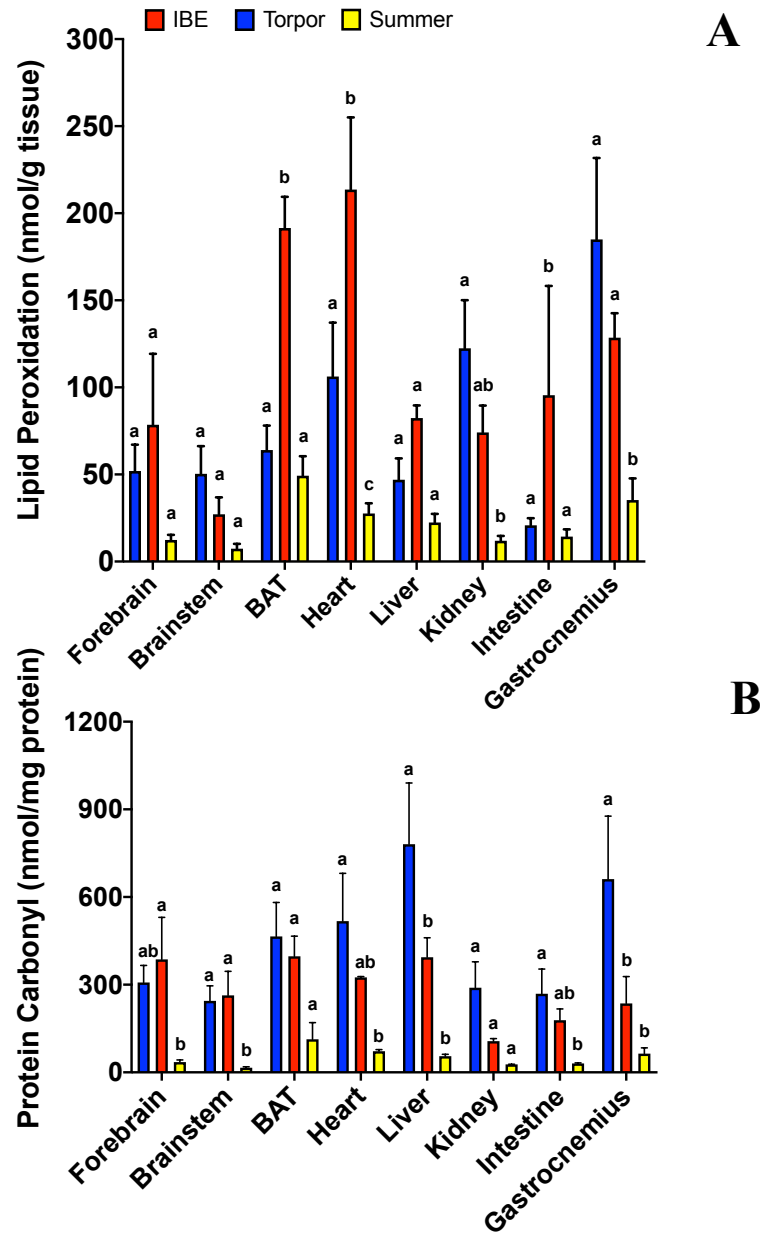 IBE Torpor Summer
A
Lipid Peroxidation (nmol/g tissue)
300
250
200
150
100
50
0
a a a
a a a
a b a
a b c
a a a
a ab b
a b a
a a b
Forebrain Brainstem BAT Heart Liver Kidney Intestine Gastrocnemius
B
Protein Carbonyl (nmol/mg protein)
1200
900
600
300
0
ab a b
a a b
a a a
a ab b
a b b
a a a
a ab b
a b b
Forebrain Brainstem BAT Heart Liver Kidney Intestine Gastrocnemius